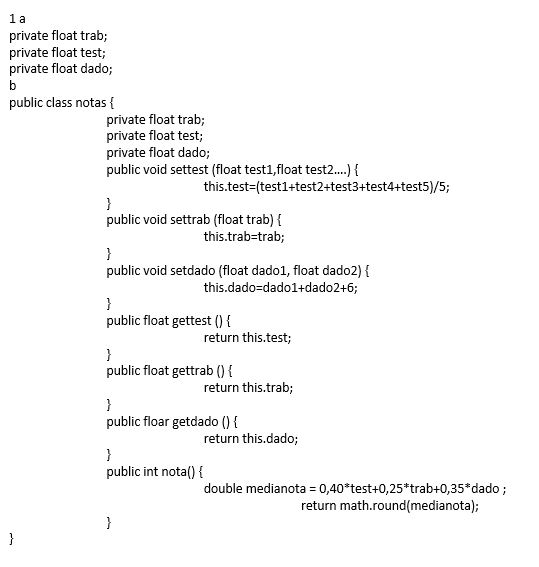 1 a
private float trab;
private float test;
private float dado;
b
public class notas {
private float trab;
private float test;
private float dado;
public void settest (float test1,float test2....) {
this.test=(test1+test2+test3+test4+test5)/5;
}
public void settrab (float trab) {
this.trab=trab;
}
public void setdado (float dado1, float dado2) {
this.dado=dado1+dado2+6;
}
public float gettest () {
return this.test;
}
public float gettrab () {
return this.trab;
}
public floar getdado () {
return this.dado;
}
public int nota() {
double medianota = 0,40*test+0,25*trab+0,35*dado ;
return math.round(medianota);
}
}